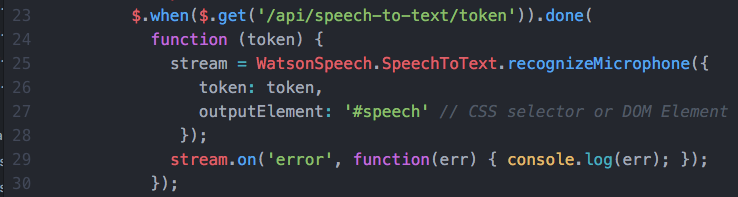 23 $.when($.get('/api/speech-to-text/token')).done(
24 function (token) {
25 stream = WatsonSpeech.SpeechToText.recognizeMicrophone({
26 token: token,
27 outputElement: '#speech' // CSS selector or DOM Element
28 });
29 stream.on('error', function(err) { console.log(err); });
30 });